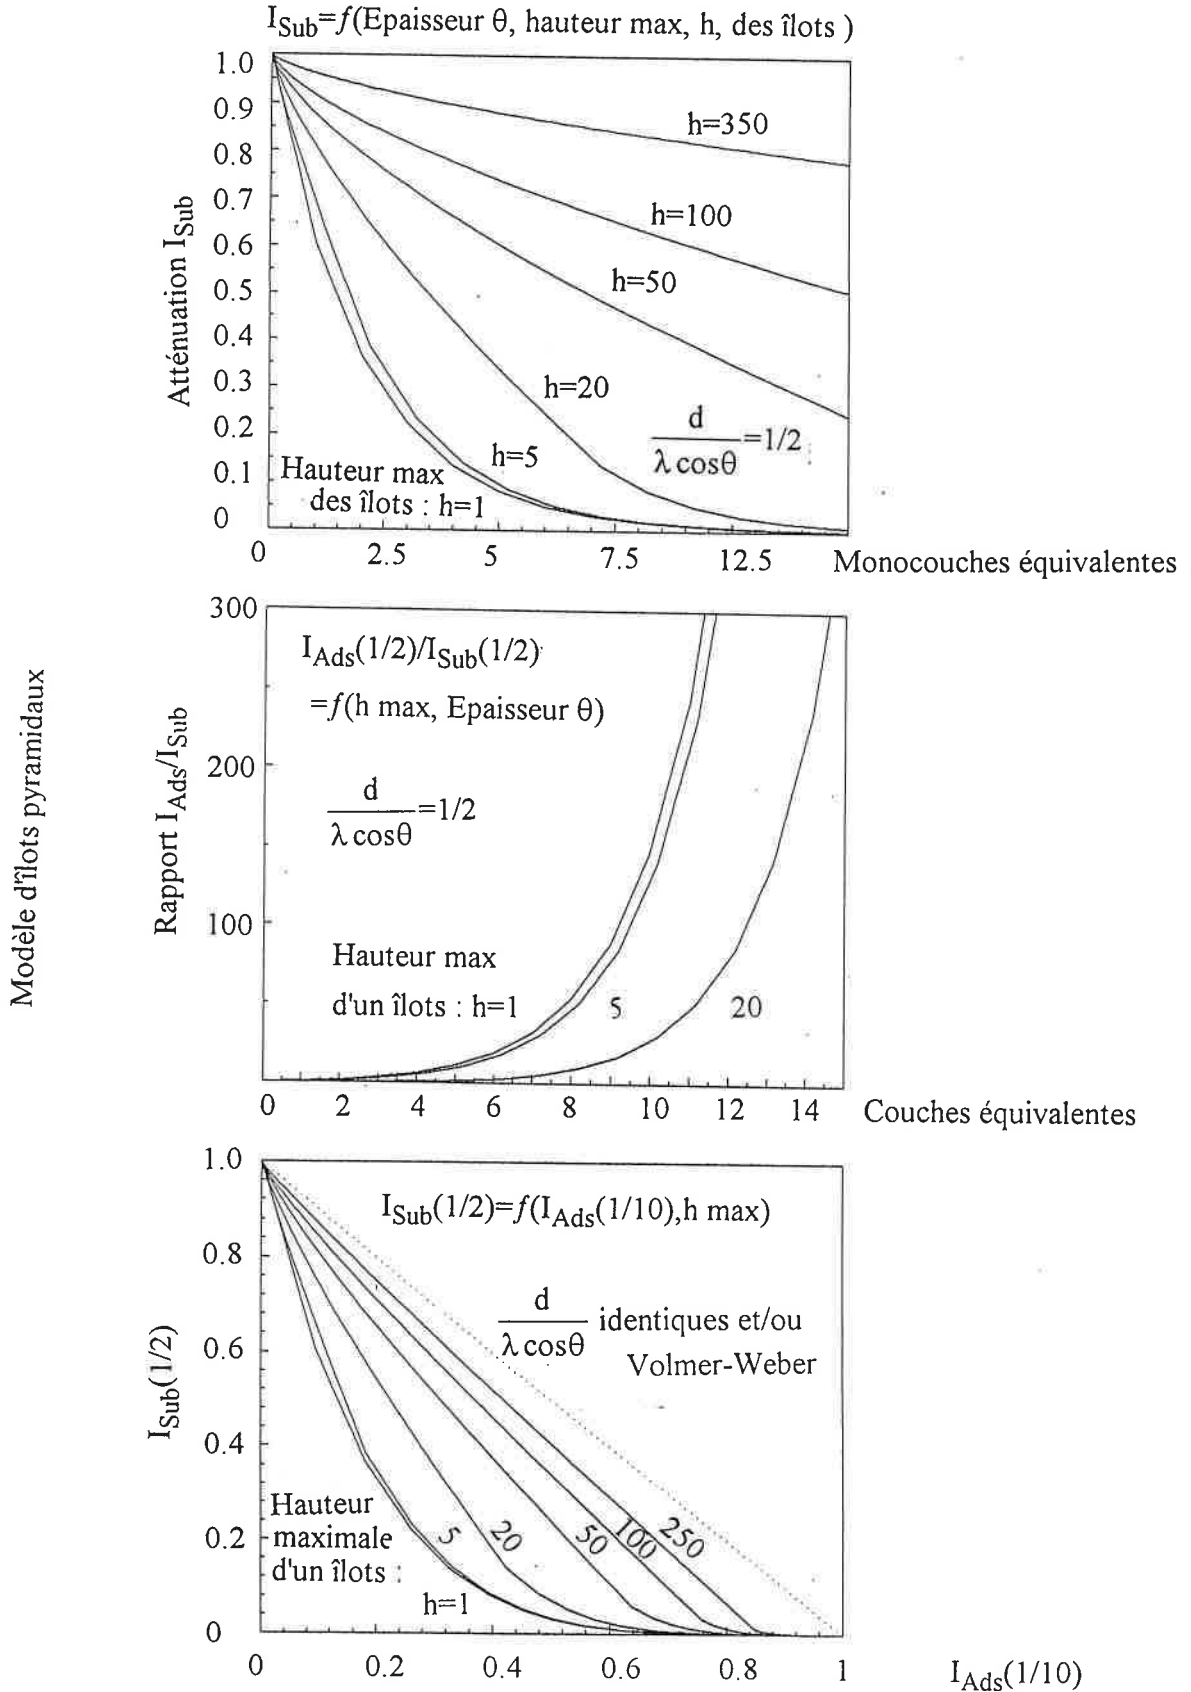 I_Sub=f(Epaisseur θ, hauteur max, h, des îlots )
Atténuation I_Sub
1.0
0.9
0.8
0.7
0.6
0.5
0.4
0.3
0.2
0.1
0
h=350
h=100
h=50
h=20
h=5
d
λ cosθ
=1/2
Hauteur max
des îlots : h=1
0 2.5 5 7.5 12.5
Monocouches équivalentes
Modèle d'îlots pyramidaux
Rapport I_Ads/I_Sub
300
200
100
I_Ads(1/2)/I_Sub(1/2)
=f(h max, Epaisseur θ)
d
λ cosθ
=1/2
Hauteur max
d'un îlots : h=1
5
20
0 2 4 6 8 10 12 14
Couches équivalentes
I_Sub(1/2)
1.0
0.8
0.6
0.4
0.2
0
I_Sub(1/2)=f(I_Ads(1/10),h max)
d
λ cosθ
identiques et/ou
Volmer-Weber
Hauteur
maximale
d'un îlots :
h=1
5
20
50
100
250
0 0.2 0.4 0.6 0.8 1
I_Ads(1/10)